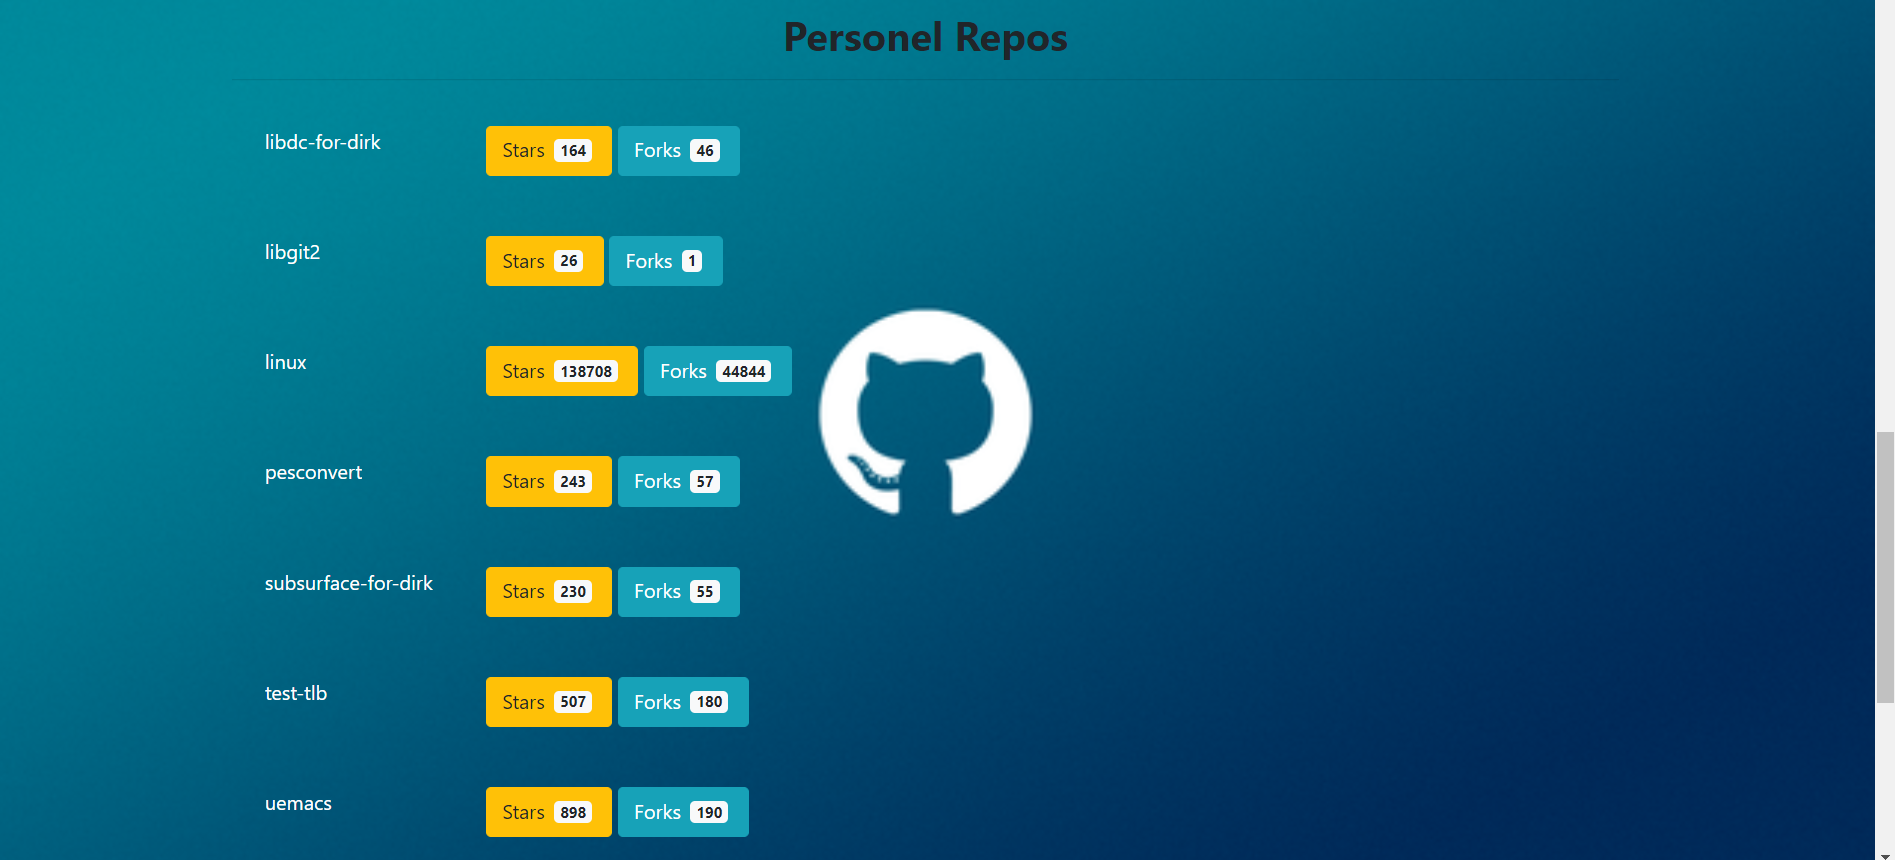 Personel Repos
libdc-for-dirk Stars 164 Forks 46
libgit2 Stars 26 Forks 1
linux Stars 138708 Forks 44844
pesconvert Stars 243 Forks 57
subsurface-for-dirk Stars 230 Forks 55
test-tlb Stars 507 Forks 180
uemacs Stars 898 Forks 190